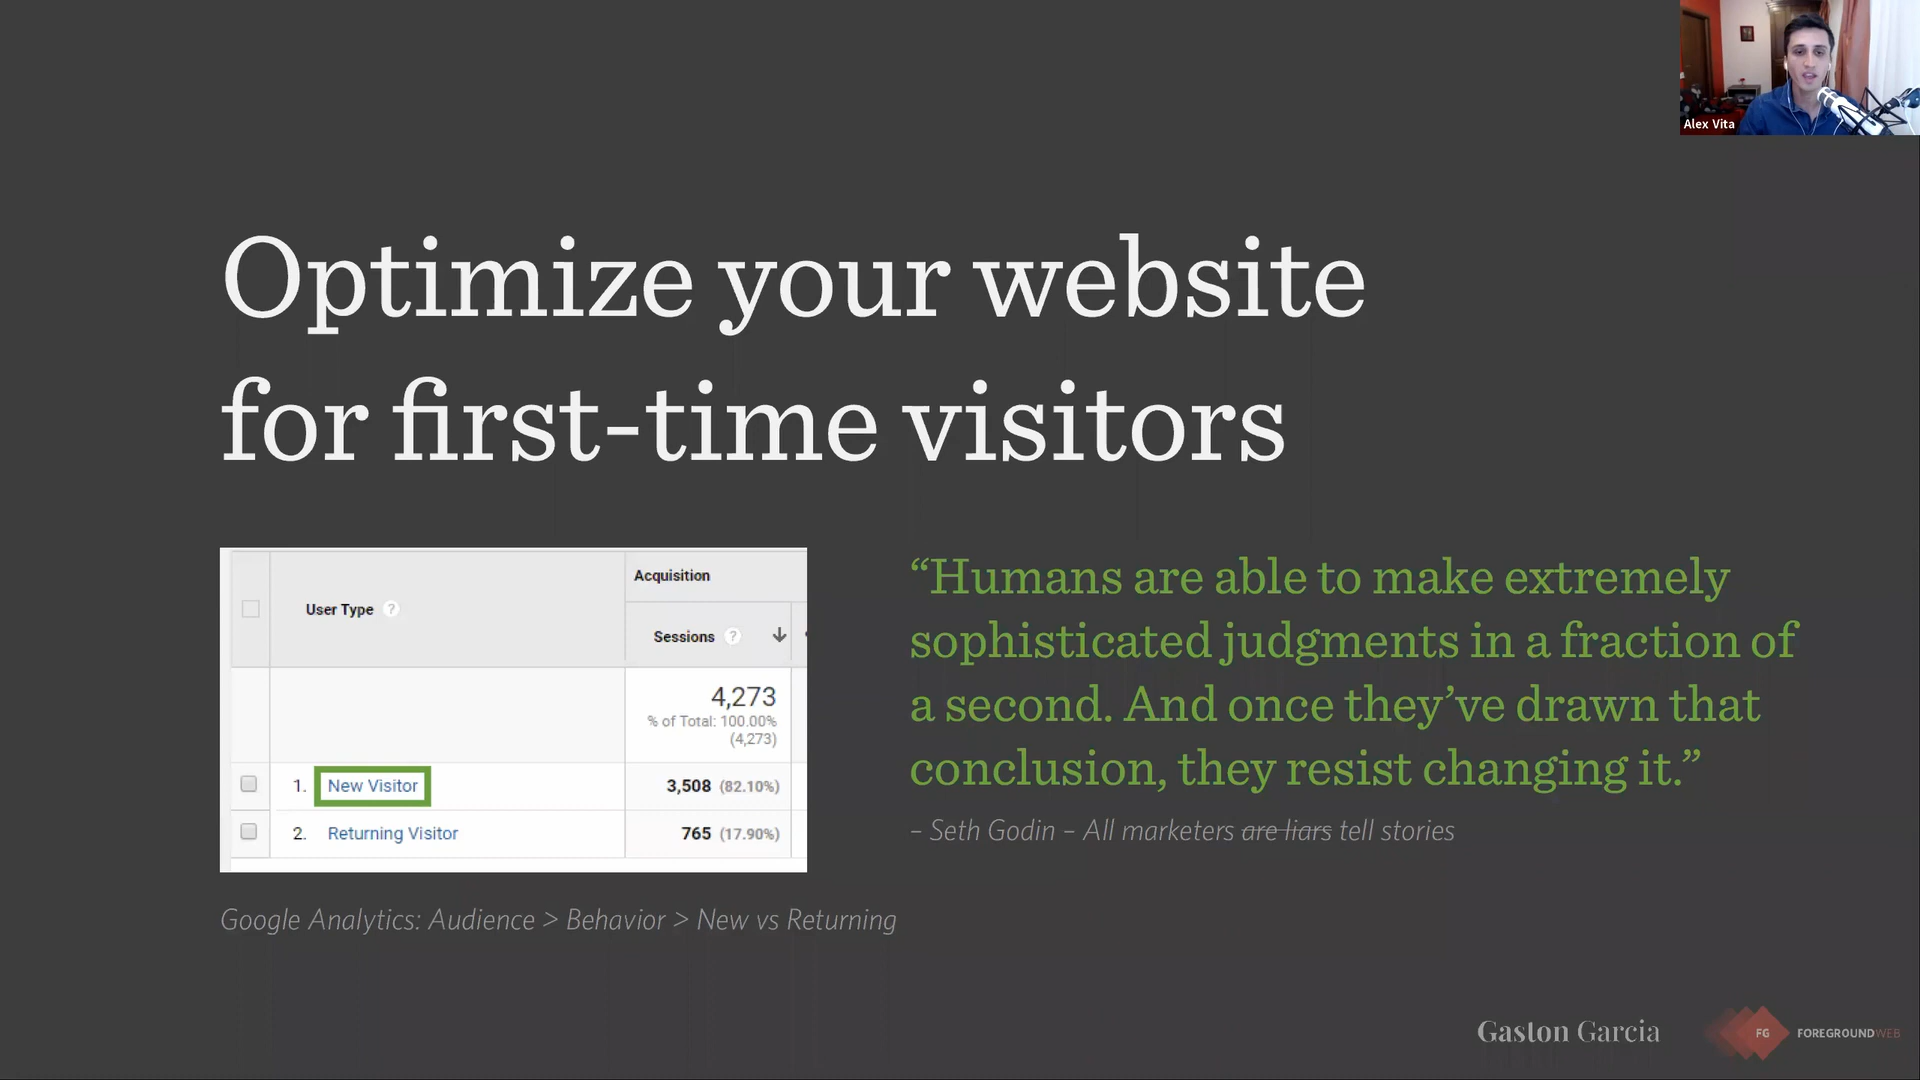 Alex Vita
Optimize your website
for first-time visitors
User Type ?
Acquisition
Sessions ?
4,273
% of Total: 100.00%
(4,273)
1. New Visitor 3,508 (82.10%)
2. Returning Visitor 765 (17.90%)
Google Analytics: Audience > Behavior > New vs Returning
“Humans are able to make extremely
sophisticated judgments in a fraction of
a second. And once they’ve drawn that
conclusion, they resist changing it.”
– Seth Godin – All marketers are liars tell stories
Gaston Garcia
FG FOREGROUNDWEB